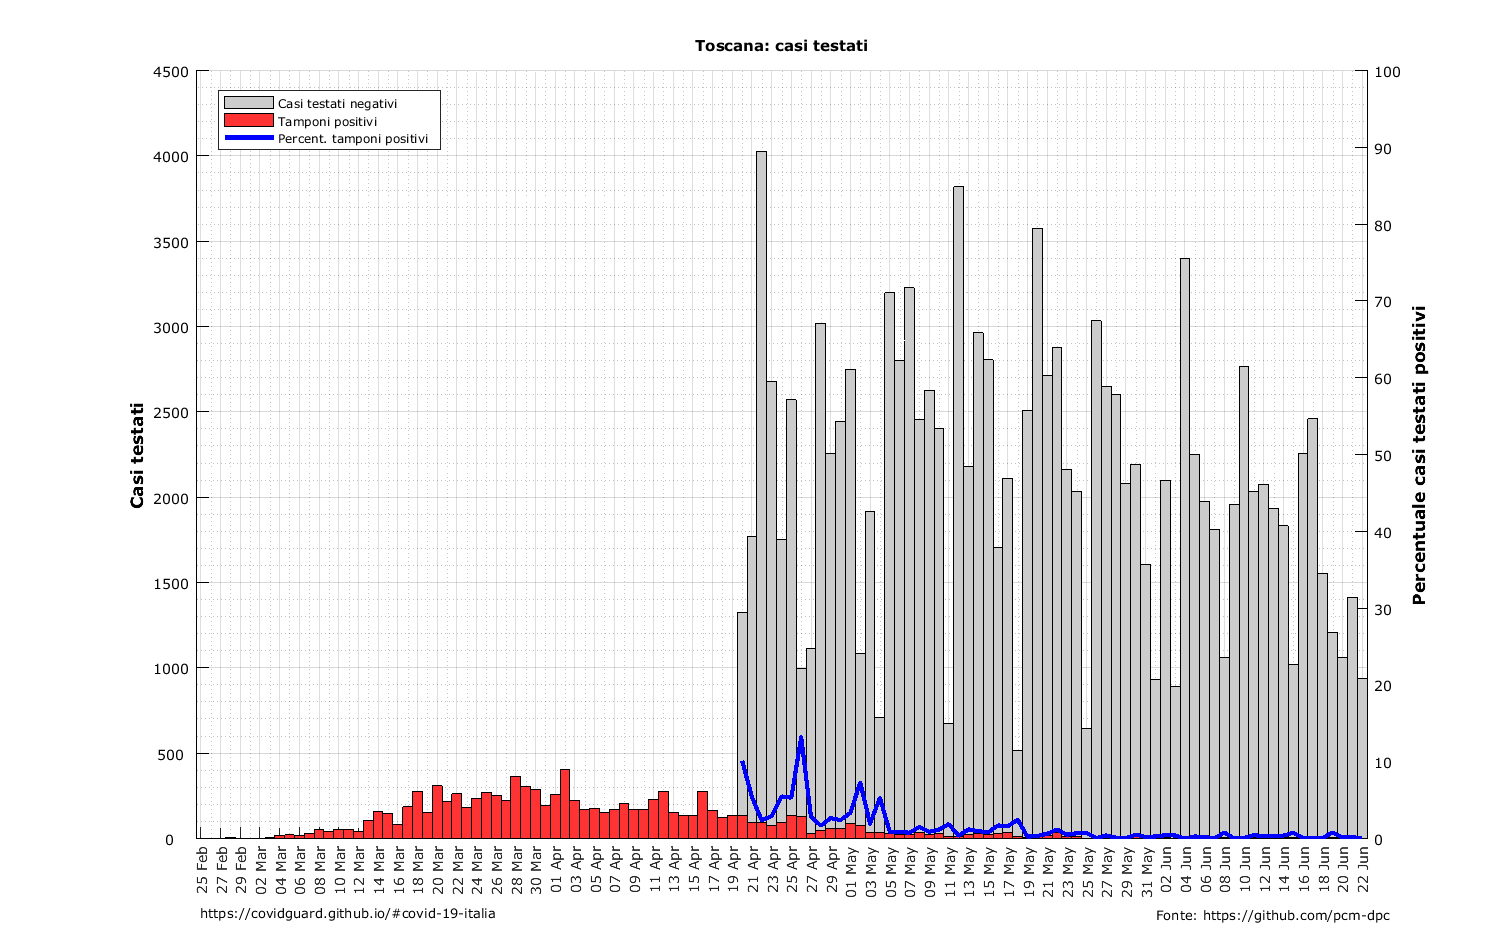 Toscana: casi testati
Casi testati negativi
Tamponi positivi
Percent. tamponi positivi
4500
4000
3500
3000
2500
2000
1500
1000
500
0
Casi testati
100
90
80
70
60
50
40
30
20
10
0
Percentuale casi testati positivi
25 Feb
27 Feb
29 Feb
02 Mar
04 Mar
06 Mar
08 Mar
10 Mar
12 Mar
14 Mar
16 Mar
18 Mar
20 Mar
22 Mar
24 Mar
26 Mar
28 Mar
30 Mar
01 Apr
03 Apr
05 Apr
07 Apr
09 Apr
11 Apr
13 Apr
15 Apr
17 Apr
19 Apr
21 Apr
23 Apr
25 Apr
27 Apr
29 Apr
01 May
03 May
05 May
07 May
09 May
11 May
13 May
15 May
17 May
19 May
21 May
23 May
25 May
27 May
29 May
31 May
02 Jun
04 Jun
06 Jun
08 Jun
10 Jun
12 Jun
14 Jun
16 Jun
18 Jun
20 Jun
22 Jun
https://covidguard.github.io/#covid-19-italia
Fonte: https://github.com/pcm-dpc